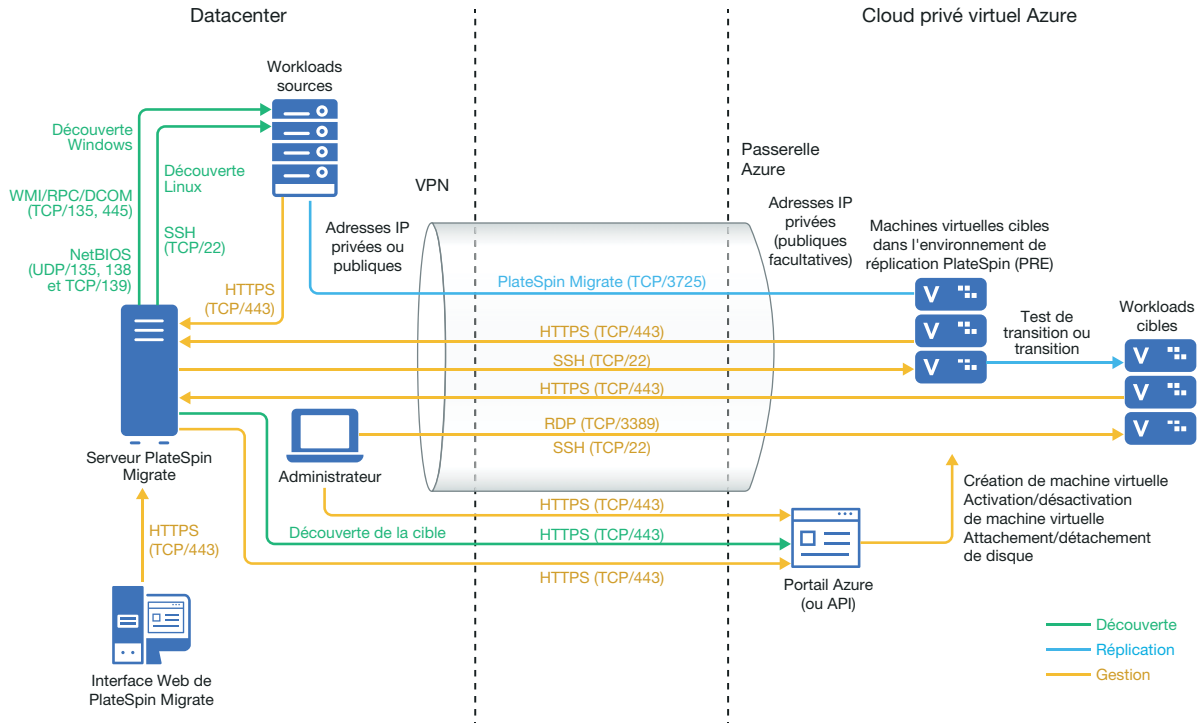 Datacenter
Cloud privé virtuel Azure
Workloads
sources
Découverte
Windows
Découverte
Linux
WMI/RPC/DCOM
(TCP/135, 445)
SSH
(TCP/22)
NetBIOS
(UDP/135, 138
et TCP/139)
HTTPS
(TCP/443)
Adresses IP
privées ou
publiques
VPN
Passerelle
Azure
Adresses IP
privées
(publiques
facultatives)
Machines virtuelles cibles
dans l'environnement de
réplication PlateSpin (PRE)
PlateSpin Migrate (TCP/3725)
V
V
V
Test de
transition ou
transition
Workloads
cibles
V
V
V
HTTPS (TCP/443)
SSH (TCP/22)
HTTPS (TCP/443)
RDP (TCP/3389)
SSH (TCP/22)
Serveur PlateSpin
Migrate
Administrateur
HTTPS (TCP/443)
Découverte de la cible
HTTPS (TCP/443)
HTTPS (TCP/443)
HTTPS
(TCP/443)
Création de machine virtuelle
Activation/désactivation
de machine virtuelle
Attachement/détachement
de disque
Portail Azure
(ou API)
Interface Web de
PlateSpin Migrate
Découverte
Réplication
Gestion